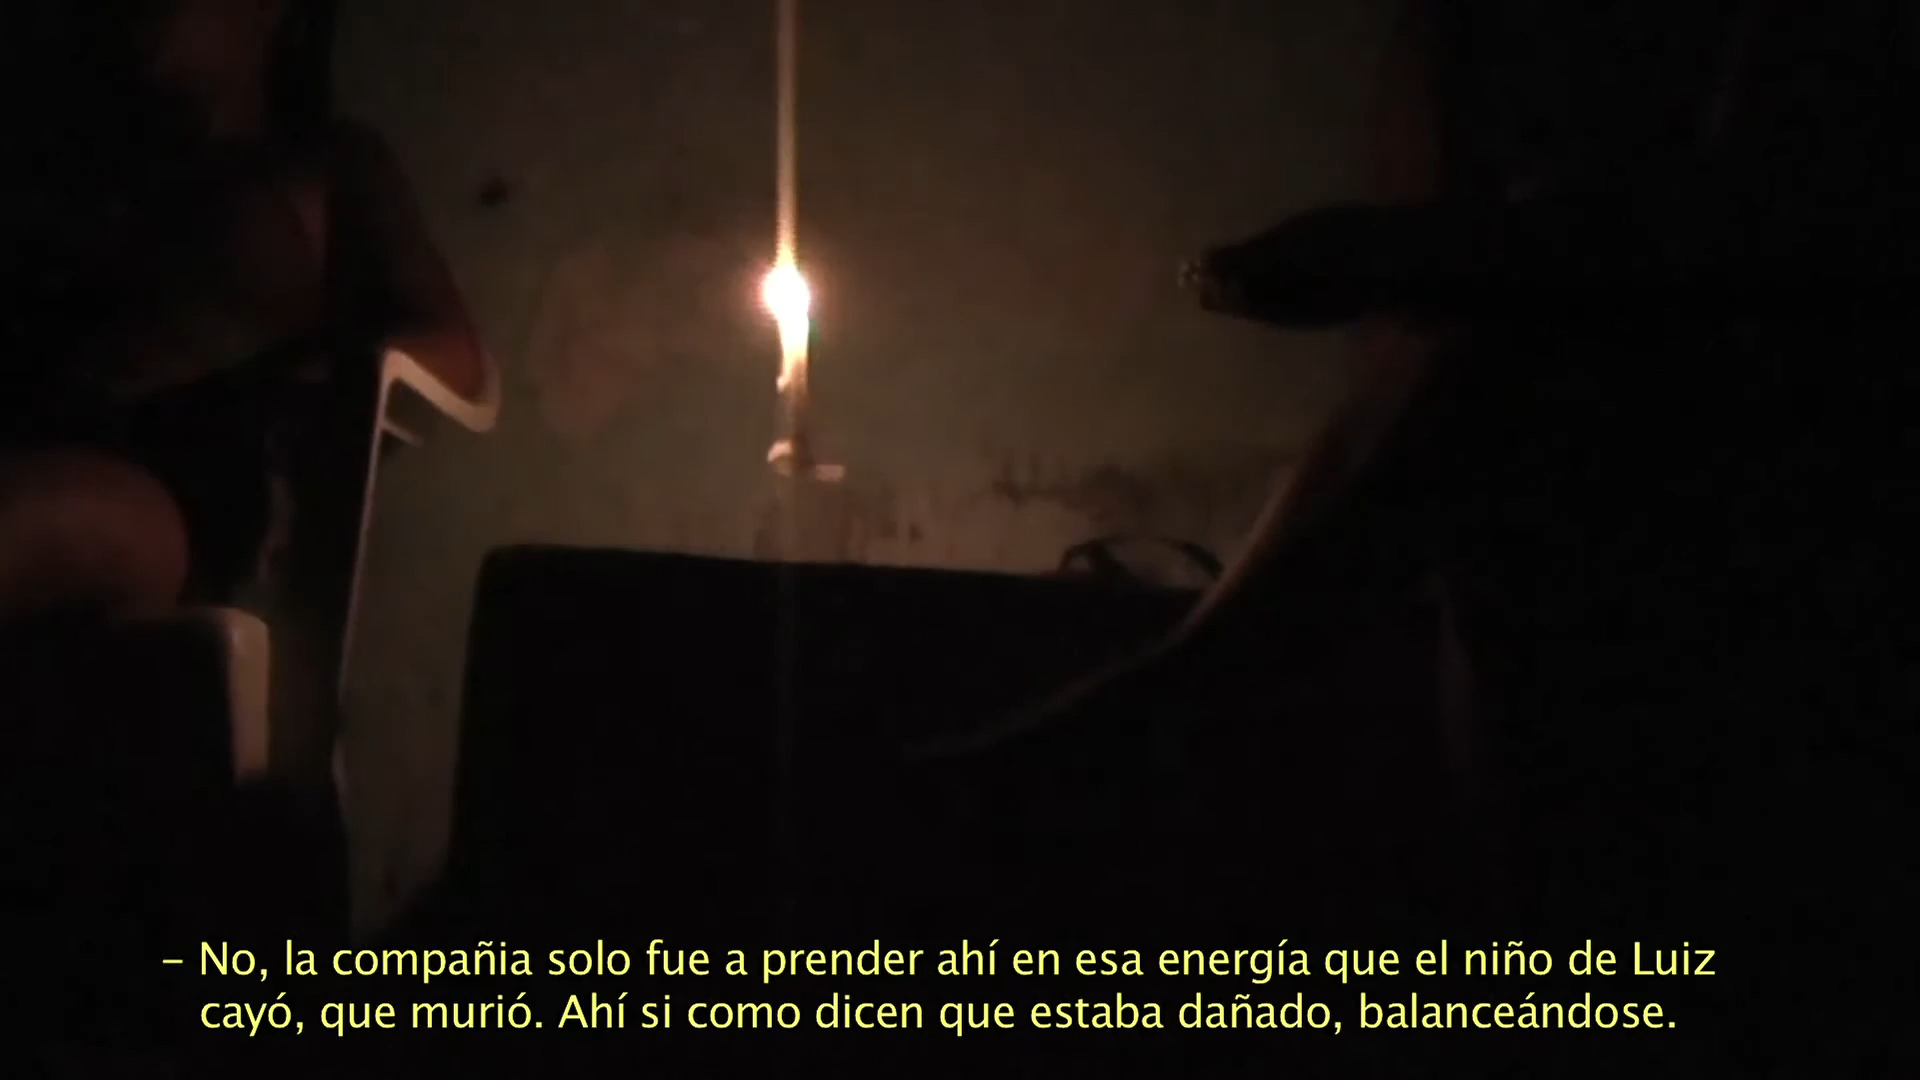 – No, la compañia solo fue a prender ahí en esa energía que el niño de Luiz
cayó, que murió. Ahí si como dicen que estaba dañado, balanceándose.